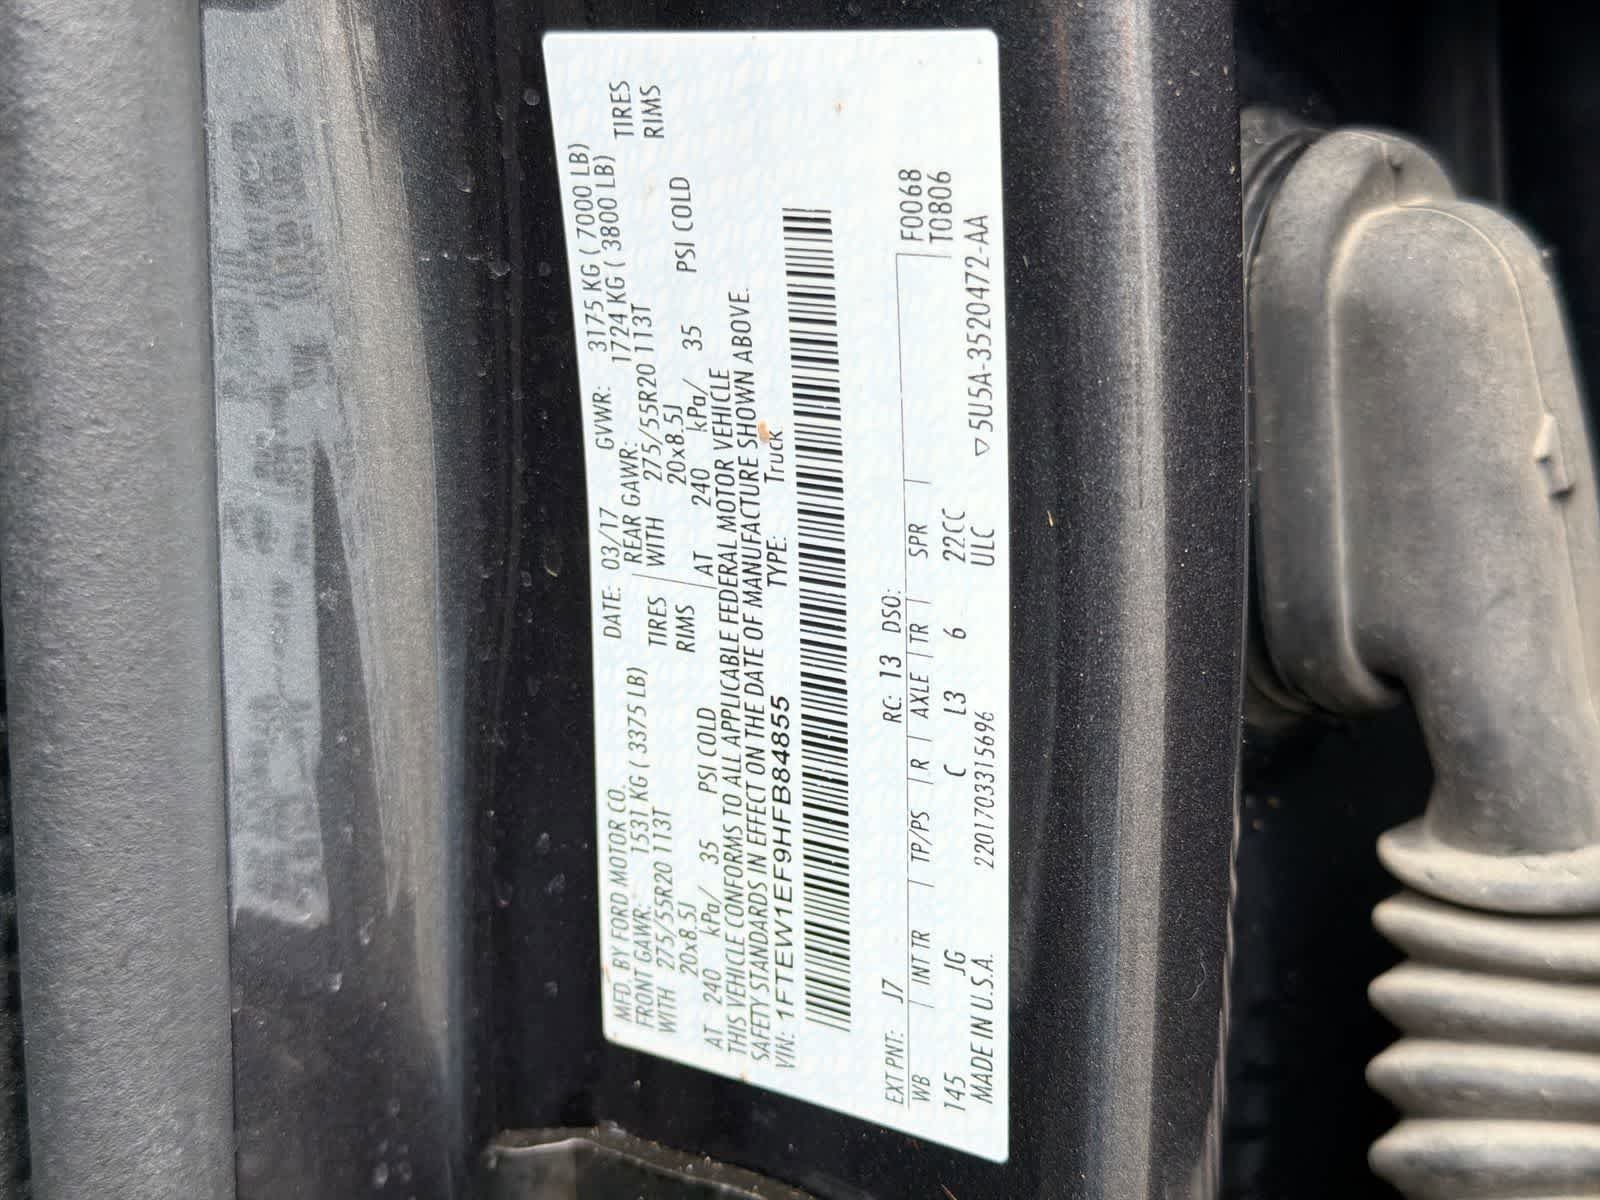 MFD. BY FORD MOTOR CO. DATE: 03/17 GVWR: 3175 KG ( 7000 LB)
FRONT GAWR: 1531 KG ( 3375 LB) REAR GAWR: 1724 KG ( 3800 LB)
WITH 275/55R20 113T TIRES WITH 275/55R20 113T TIRES
20x8.5J RIMS 20x8.5J RIMS
AT 240 kPa/ 35 PSI COLD AT 240 kPa/ 35 PSI COLD
THIS VEHICLE CONFORMS TO ALL APPLICABLE FEDERAL MOTOR VEHICLE
SAFETY STANDARDS IN EFFECT ON THE DATE OF MANUFACTURE SHOWN ABOVE.
VIN: 1FTEW1EF9HFB84855 TYPE: Truck
EXT PNT: J7 RC: 13 DSO: F0068
WB INT TR TP/PS R AXLE TR SPR T0806
145 JG C L3 6 22CC
MADE IN U.S.A. 2201703315696 ULC ▽5U5A-3520472-AA